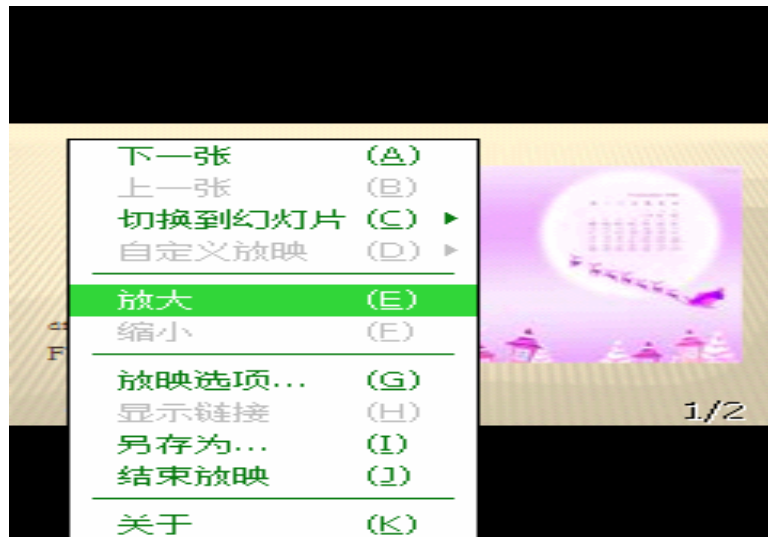 下一张 (A)
上一张 (B)
切换到幻灯片 (C)
自定义放映 (D)
放大 (E)
缩小 (F)
放映选项... (G)
显示链接 (H)
另存为... (I)
结束放映 (J)
关于 (K)
1/2